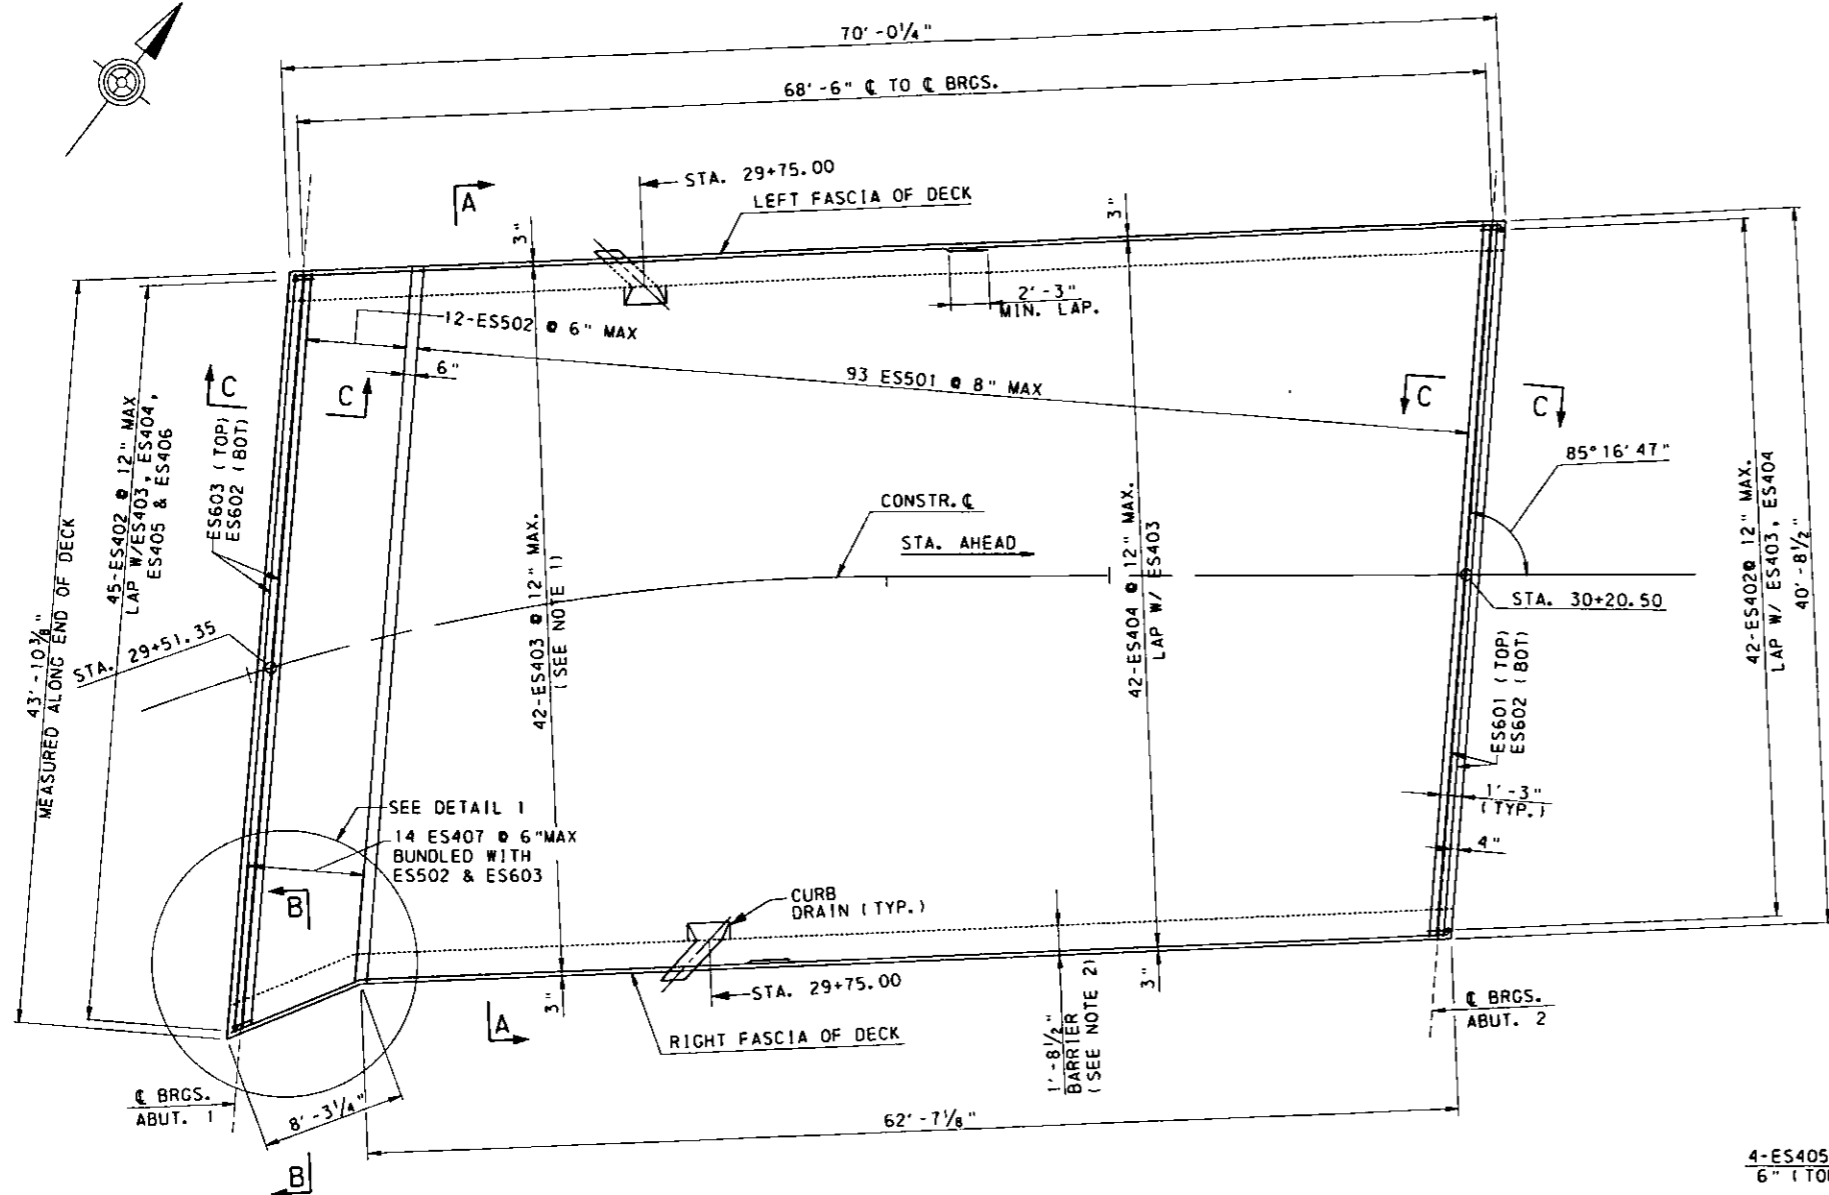 70'-0¼"
68'-6" ℄ TO ℄ BRGS.
STA. 29+75.00
LEFT FASCIA OF DECK
A
3"
3"
2'-3"
MIN. LAP.
12-ES502 @ 6" MAX
6"
93 ES501 @ 8" MAX
C
C
C
C
85°16'47"
43'-10⅜"
MEASURED ALONG END OF DECK
45-ES402 @ 12" MAX
LAP W/ES403, ES404,
ES405 & ES406
ES603 (TOP)
ES602 (BOT)
CONSTR. ℄
STA. AHEAD
STA. 29+51.35
42-ES403 @ 12" MAX.
(SEE NOTE 1)
42-ES404 @ 12" MAX.
LAP W/ ES403
STA. 30+20.50
42-ES402@ 12" MAX.
LAP W/ ES403, ES404
40'-8½"
ES601 (TOP)
ES602 (BOT)
1'-3"
(TYP.)
4"
SEE DETAIL 1
14 ES407 @ 6"MAX
BUNDLED WITH
ES502 & ES603
B
CURB
DRAIN (TYP.)
STA. 29+75.00
RIGHT FASCIA OF DECK
A
3"
3"
1'-8½"
BARRIER
(SEE NOTE 2)
℄ BRGS.
ABUT. 2
℄ BRGS.
ABUT. 1
8'-3¼"
62'-7⅛"
B
4-ES405
6" (TO